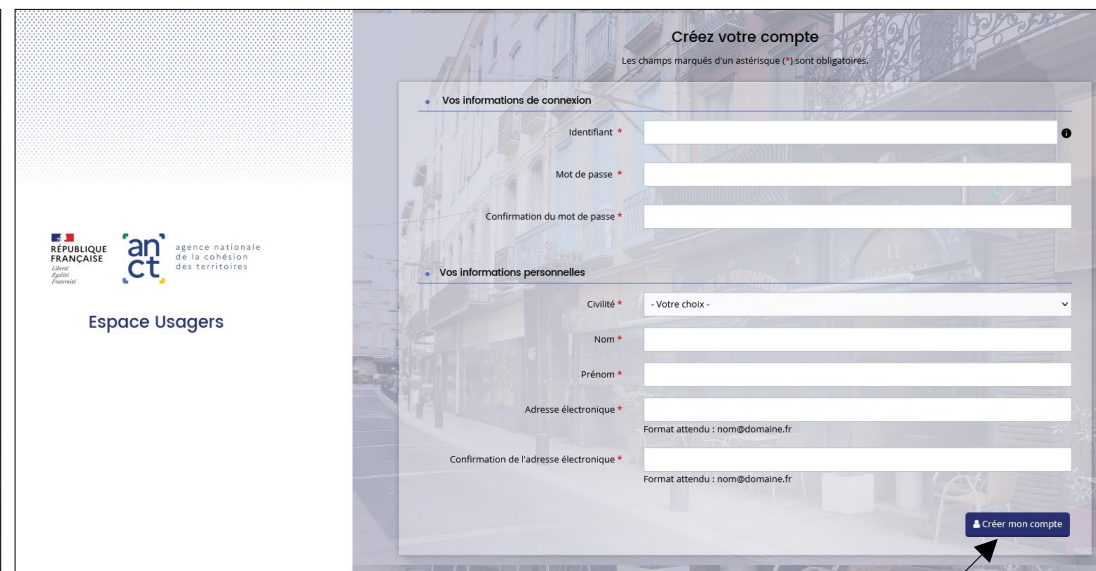 RÉPUBLIQUE
FRANÇAISE
Liberté
Égalité
Fraternité
anct
agence nationale
de la cohésion
des territoires
Espace Usagers
Créez votre compte
Les champs marqués d'un astérisque (*) sont obligatoires.
Vos informations de connexion
Identifiant *
Mot de passe *
Confirmation du mot de passe *
Vos informations personnelles
Civilité * - Votre choix -
Nom *
Prénom *
Adresse électronique *
Format attendu : nom@domaine.fr
Confirmation de l'adresse électronique *
Format attendu : nom@domaine.fr
Créer mon compte